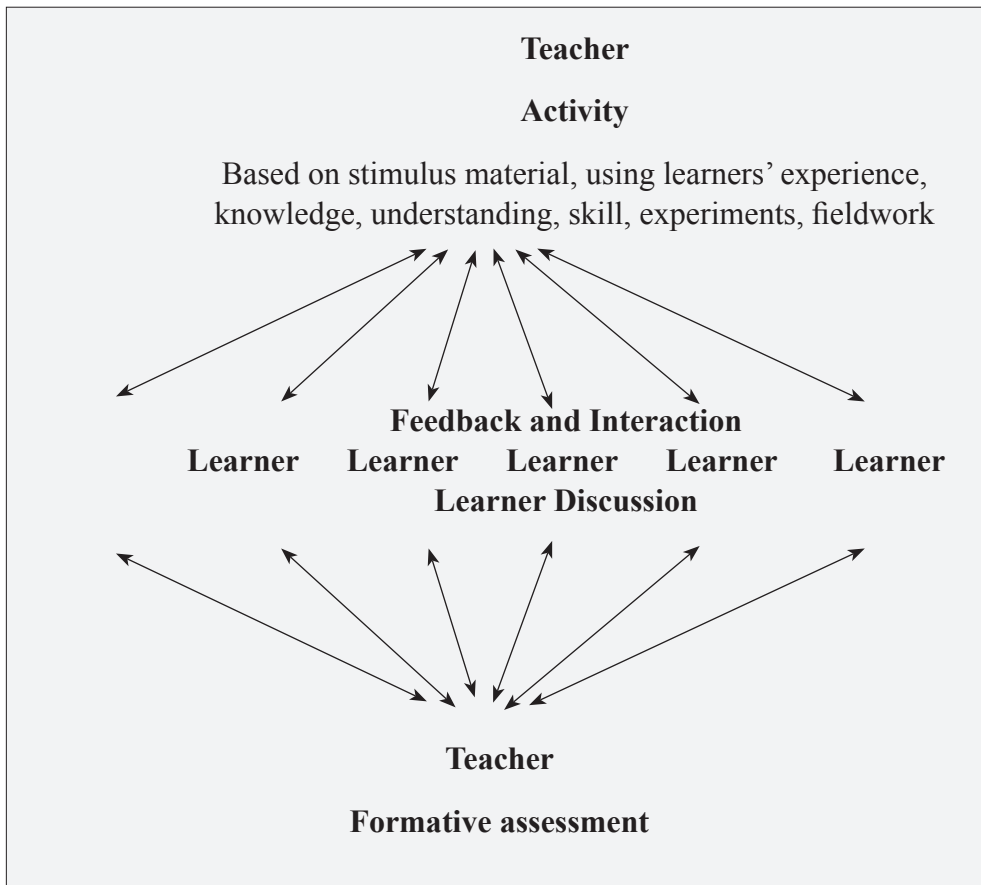 Teacher
Activity
Based on stimulus material, using learners’ experience,
knowledge, understanding, skill, experiments, fieldwork
Feedback and Interaction
Learner Learner Learner Learner Learner
Learner Discussion
Teacher
Formative assessment